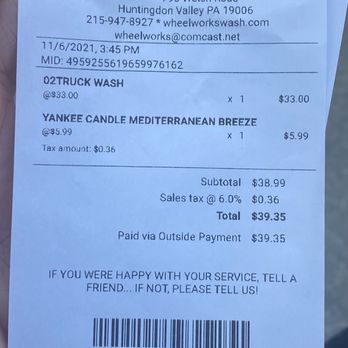 Huntingdon Valley PA 19006
215-947-8927 * wheelworkswash.com
wheelworks@comcast.net
11/6/2021, 3:45 PM
MID: 4959255619659976162
02TRUCK WASH
@$33.00 x 1 $33.00
YANKEE CANDLE MEDITERRANEAN BREEZE
@$5.99 x 1 $5.99
Tax amount: $0.36
Subtotal $38.99
Sales tax @ 6.0% $0.36
Total $39.35
Paid via Outside Payment $39.35
IF YOU WERE HAPPY WITH YOUR SERVICE, TELL A
FRIEND... IF NOT, PLEASE TELL US!